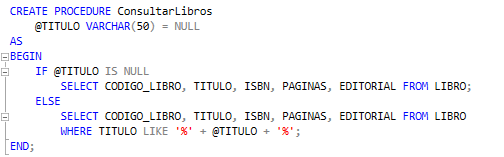 CREATE PROCEDURE ConsultarLibros
@TITULO VARCHAR(50) = NULL
AS
BEGIN
IF @TITULO IS NULL
SELECT CODIGO_LIBRO, TITULO, ISBN, PAGINAS, EDITORIAL FROM LIBRO;
ELSE
SELECT CODIGO_LIBRO, TITULO, ISBN, PAGINAS, EDITORIAL FROM LIBRO
WHERE TITULO LIKE '%' + @TITULO + '%';
END;